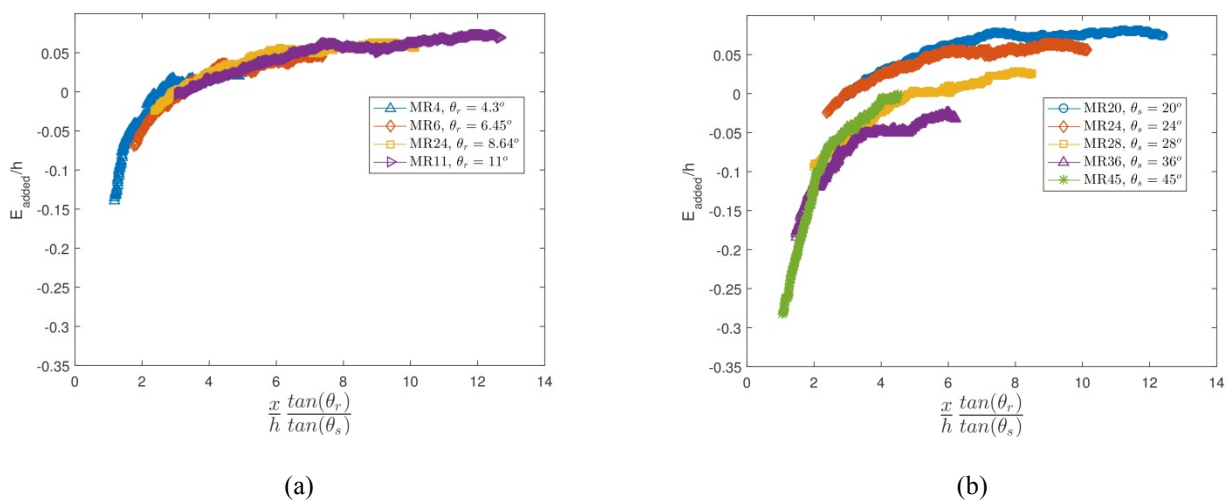 0.05
0
-0.05
-0.1
-0.15
-0.2
-0.25
-0.3
-0.35
E_added/h
0 2 4 6 8 10 12 14
x/h tan(θ_r)/tan(θ_s)
MR4, θ_r = 4.3°
MR6, θ_r = 6.45°
MR24, θ_r = 8.64°
MR11, θ_r = 11°
(a)
0.05
0
-0.05
-0.1
-0.15
-0.2
-0.25
-0.3
-0.35
E_added/h
0 2 4 6 8 10 12 14
x/h tan(θ_r)/tan(θ_s)
MR20, θ_s = 20°
MR24, θ_s = 24°
MR28, θ_s = 28°
MR36, θ_s = 36°
MR45, θ_s = 45°
(b)